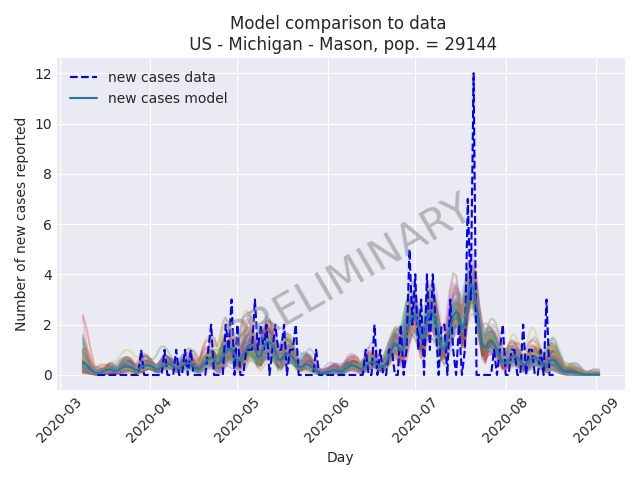 Model comparison to data
US - Michigan - Mason, pop. = 29144
new cases data
new cases model
PRELIMINARY
Number of new cases reported
12
10
8
6
4
2
0
2020-03
2020-04
2020-05
2020-06
2020-07
2020-08
2020-09
Day